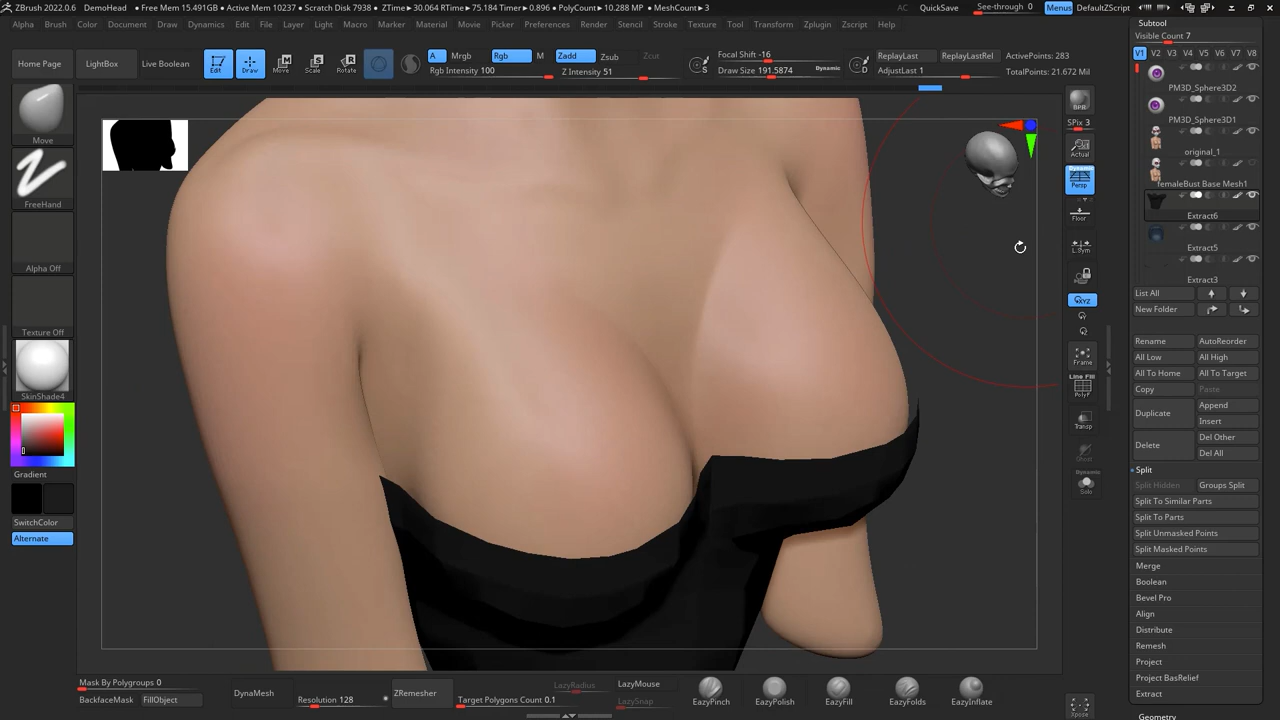 ZBrush 2022.0.6 DemoHead • Free Mem 15.491GB • Active Mem 10237 • Scratch Disk 7938 • ZTime ▸ 30.064 RTime ▸ 75.184 Timer ▸ 0.896 • PolyCount ▸ 10.288 MP • MeshCount ▸ 3 AC QuickSave See-through 0 Menus DefaultZScript
Alpha Brush Color Document Draw Dynamics Edit File Layer Light Macro Marker Material Movie Picker Preferences Render Stencil Stroke Texture Tool Transform Zplugin Zscript Help
Home Page LightBox Live Boolean
Edit Draw Move Scale Rotate
A Mrgb Rgb M Zadd Zsub Zcut
Rgb Intensity 100 Z Intensity 51
Focal Shift -16
Draw Size 191.5874 Dynamic
S D
ReplayLast ReplayLastRel ActivePoints: 283
AdjustLast 1 TotalPoints: 21.672 Mil
Move
FreeHand
Alpha Off
Texture Off
SkinShade4
Gradient
SwitchColor
Alternate
BPR
SPix 3
Actual
Dynamic
Persp
Floor
L.Sym
XYZ
Frame
Line Fill
PolyF
Transp
Ghost
Dynamic
Solo
Xpose
Subtool
Visible Count 7
V1 V2 V3 V4 V5 V6 V7 V8
PM3D_Sphere3D2
PM3D_Sphere3D1
original_1
femaleBust Base Mesh1
Extract6
Extract5
Extract3
List All
New Folder
Rename AutoReorder
All Low All High
All To Home All To Target
Copy Paste
Duplicate Append
Insert
Delete Del Other
Del All
Split
Split Hidden Groups Split
Split To Similar Parts
Split To Parts
Split Unmasked Points
Split Masked Points
Merge
Boolean
Bevel Pro
Align
Distribute
Remesh
Project
Project BasRelief
Extract
Geometry
Mask By Polygroups 0
BackfaceMask FillObject
DynaMesh
Resolution 128
ZRemesher
Target Polygons Count 0.1
LazyRadius LazyMouse
LazySnap
EazyPinch EazyPolish EazyFill EazyFolds EazyInflate